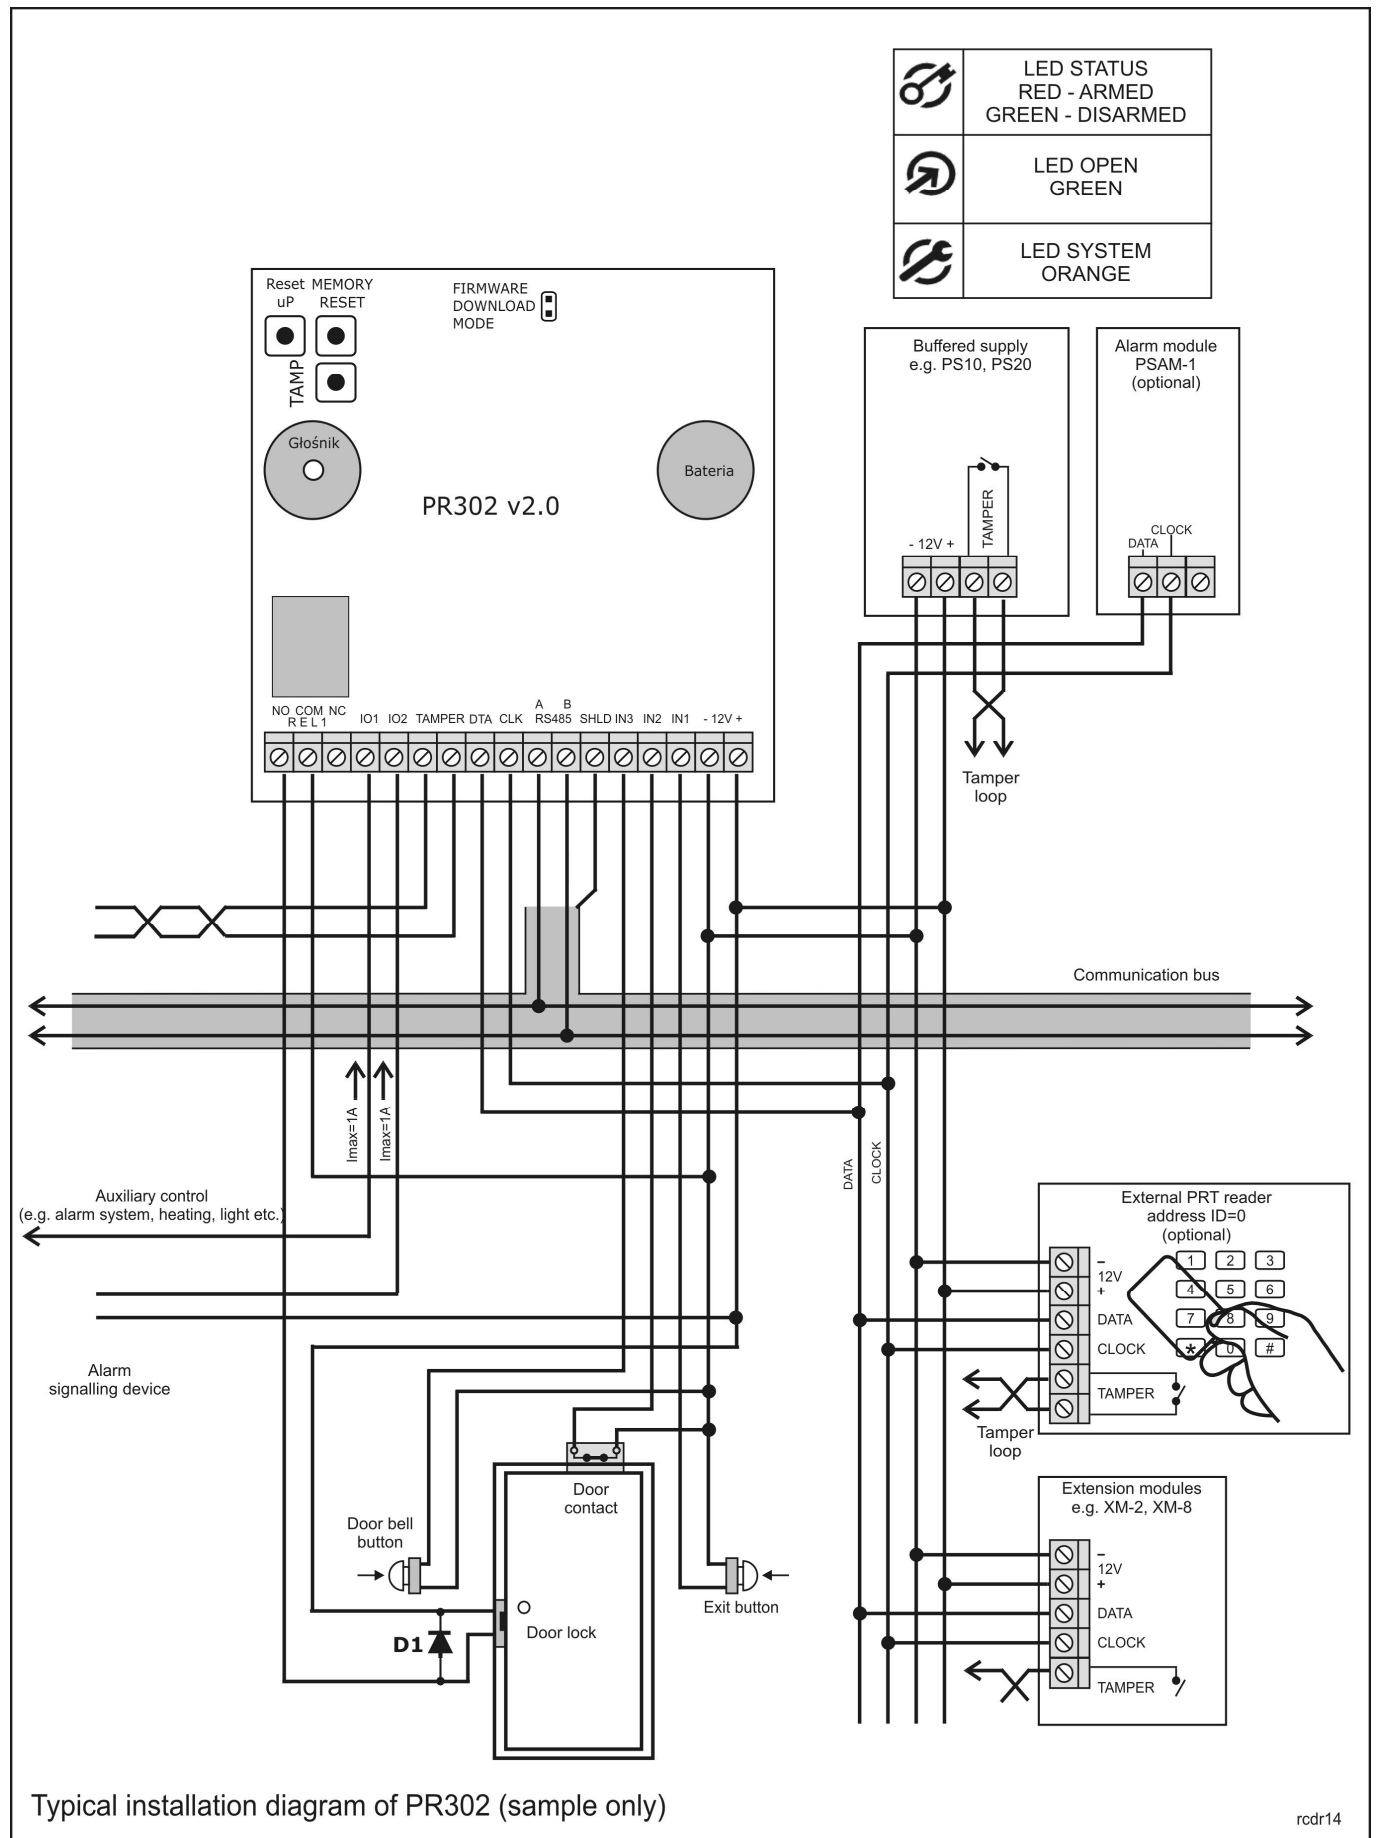 LED STATUS
RED - ARMED
GREEN - DISARMED
LED OPEN
GREEN
LED SYSTEM
ORANGE
Reset
uP
MEMORY
RESET
TAMP
FIRMWARE
DOWNLOAD
MODE
Głośnik
Bateria
PR302 v2.0
NO COM NC
REL1
IO1 IO2 TAMPER DTA CLK
A B
RS485
SHLD IN3 IN2 IN1 - 12V +
Buffered supply
e.g. PS10, PS20
TAMPER
- 12V +
Tamper
loop
Alarm module
PSAM-1
(optional)
CLOCK
DATA
Communication bus
Imax=1A
Imax=1A
DATA
CLOCK
Auxiliary control
(e.g. alarm system, heating, light etc.)
Alarm
signalling device
External PRT reader
address ID=0
(optional)
–
12V
+
DATA
CLOCK
TAMPER
1 2 3
4 5 6
7 8 9
* 0 #
Tamper
loop
Door
contact
Door bell
button
Exit button
Door lock
D1
Extension modules
e.g. XM-2, XM-8
–
12V
+
DATA
CLOCK
TAMPER
Typical installation diagram of PR302 (sample only)
rcdr14